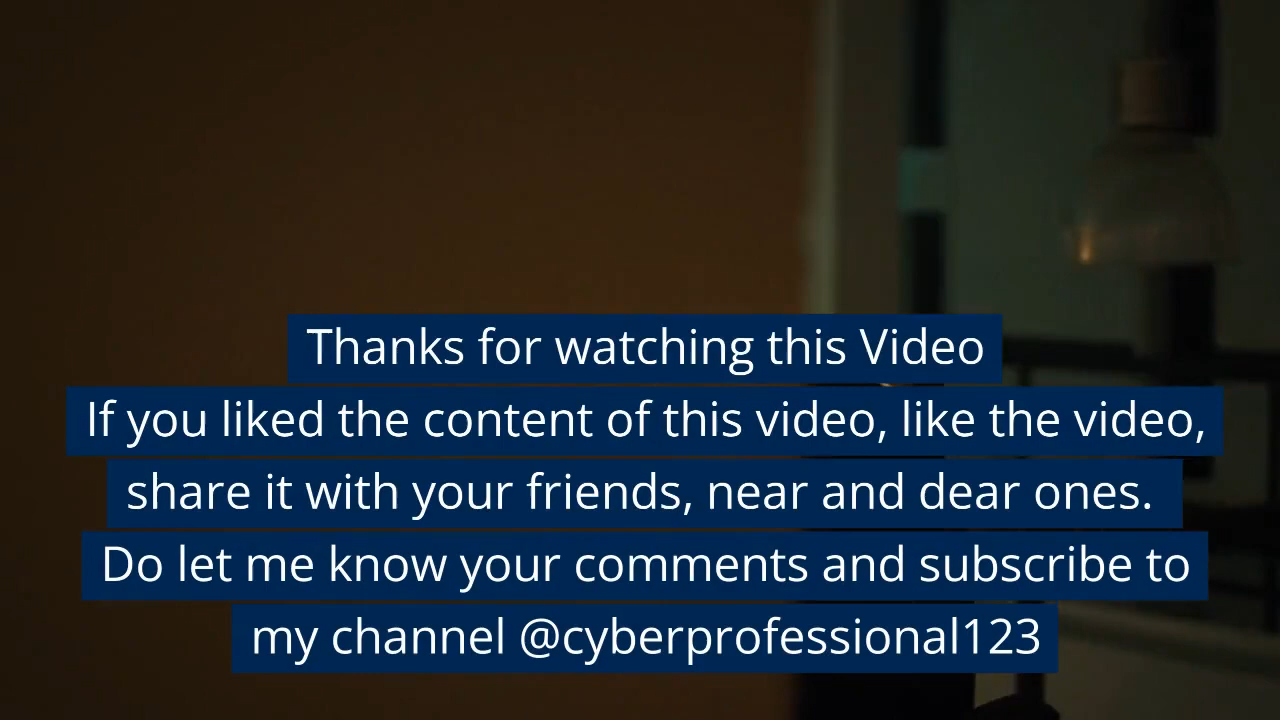 Thanks for watching this Video
If you liked the content of this video, like the video,
share it with your friends, near and dear ones.
Do let me know your comments and subscribe to
my channel @cyberprofessional123